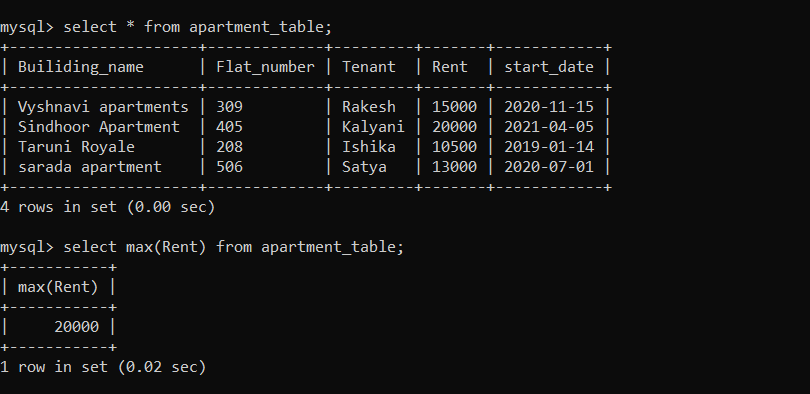 mysql> select * from apartment_table;
+---------------------+-------------+---------+-------+------------+
| Builiding_name      | Flat_number | Tenant  | Rent  | start_date |
+---------------------+-------------+---------+-------+------------+
| Vyshnavi apartments | 309         | Rakesh  | 15000 | 2020-11-15 |
| Sindhoor Apartment  | 405         | Kalyani | 20000 | 2021-04-05 |
| Taruni Royale       | 208         | Ishika  | 10500 | 2019-01-14 |
| sarada apartment    | 506         | Satya   | 13000 | 2020-07-01 |
+---------------------+-------------+---------+-------+------------+
4 rows in set (0.00 sec)
mysql> select max(Rent) from apartment_table;
+-----------+
| max(Rent) |
+-----------+
|     20000 |
+-----------+
1 row in set (0.02 sec)